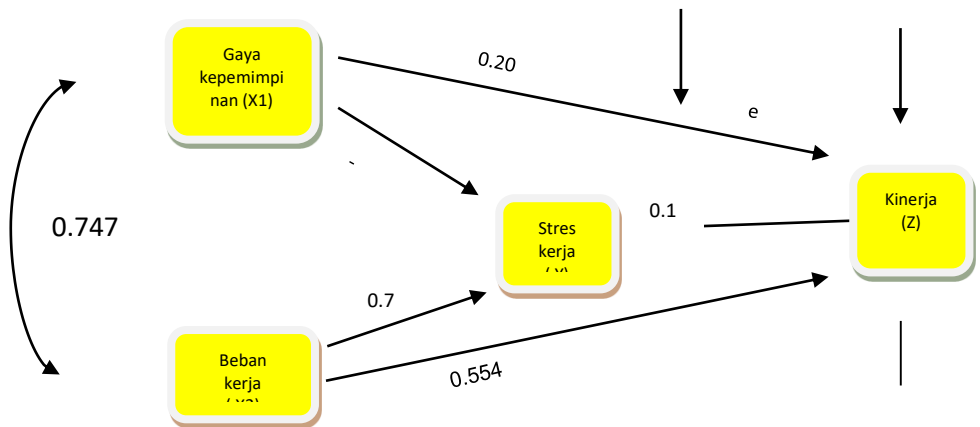 Gaya
kepemimpi
nan (X1)
0.20
e
-
0.747
Stres
kerja
0.1
Kinerja
(Z)
0.7
Beban
kerja
0.554